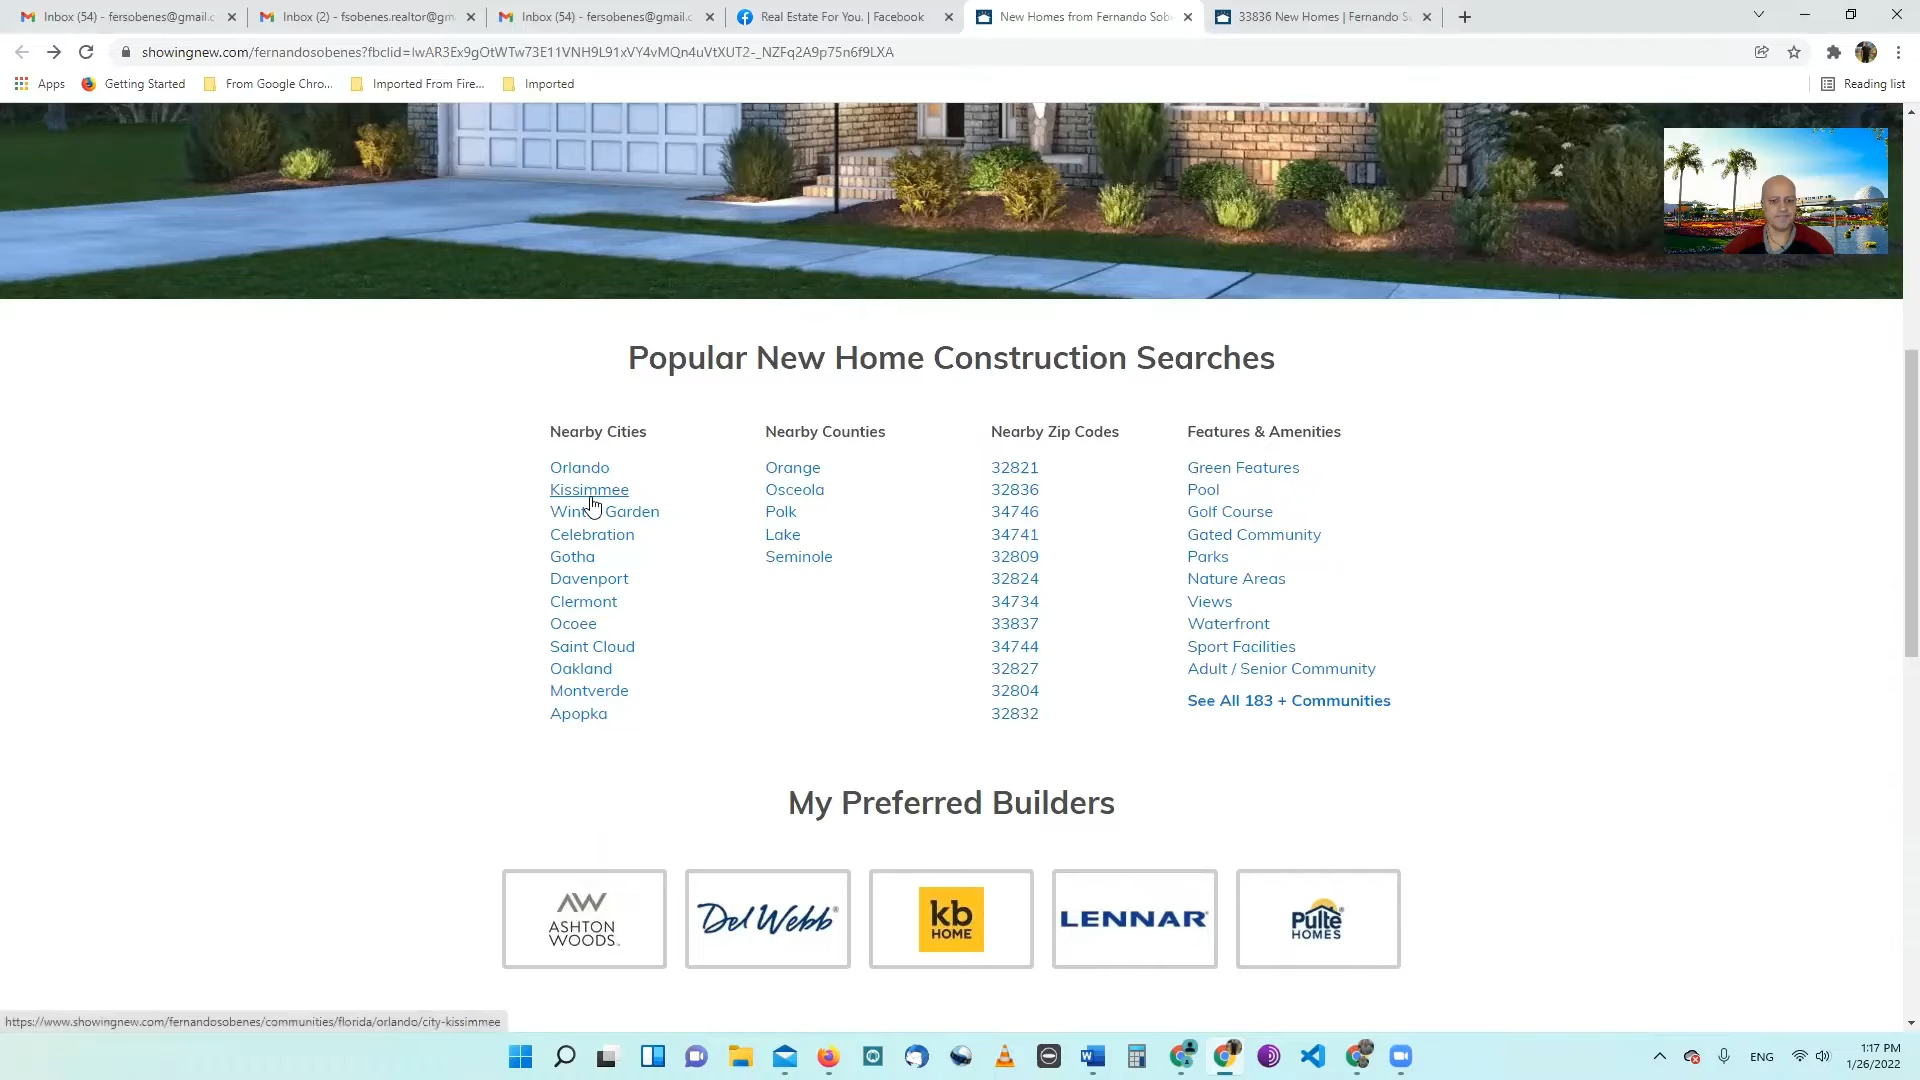 Inbox (54) - fersobenes@gmail.c
Inbox (2) - fsobenes.realtor@gm
Inbox (54) - fersobenes@gmail.c
Real Estate For You. | Facebook
New Homes from Fernando Sob
33836 New Homes | Fernando S
showingnew.com/fernandosobenes?fbclid=IwAR3Ex9gOtWTw73E11VNH9L91xVY4vMQn4uVtXUT2-_NZFq2A9p75n6f9LXA
Apps
Getting Started
From Google Chro...
Imported From Fire...
Imported
Reading list
Popular New Home Construction Searches
Nearby Cities
Orlando
Kissimmee
Winte Garden
Celebration
Gotha
Davenport
Clermont
Ocoee
Saint Cloud
Oakland
Montverde
Apopka
Nearby Counties
Orange
Osceola
Polk
Lake
Seminole
Nearby Zip Codes
32821
32836
34746
34741
32809
32824
34734
33837
34744
32827
32804
32832
Features & Amenities
Green Features
Pool
Golf Course
Gated Community
Parks
Nature Areas
Views
Waterfront
Sport Facilities
Adult / Senior Community
See All 183 + Communities
My Preferred Builders
AW
ASHTON
WOODS.
Del Webb®
kb
HOME
LENNAR®
Pulte®
HOMES
https://www.showingnew.com/fernandosobenes/communities/florida/orlando/city-kissimmee
ENG
1:17 PM
1/26/2022